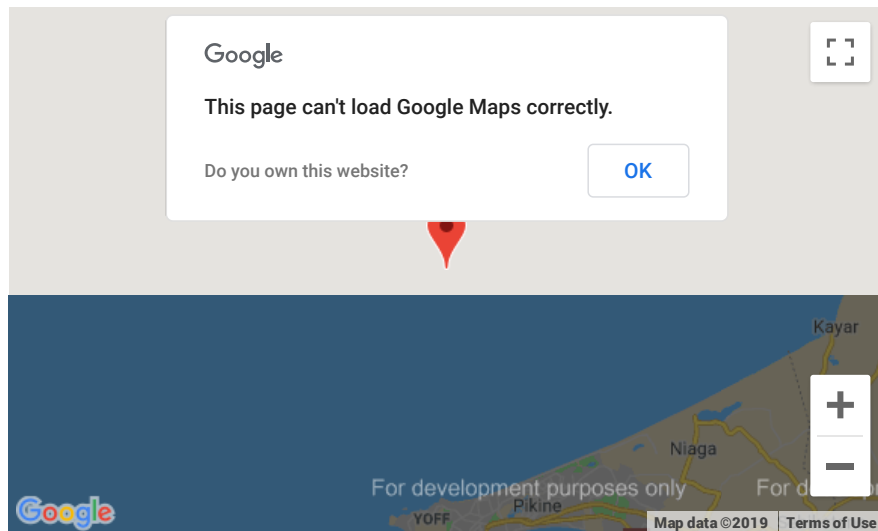 Google
This page can't load Google Maps correctly.
Do you own this website?
OK
Kayar
Niaga
For development purposes only
For d
Pikine
YOFF
Google
Map data ©2019
Terms of Use